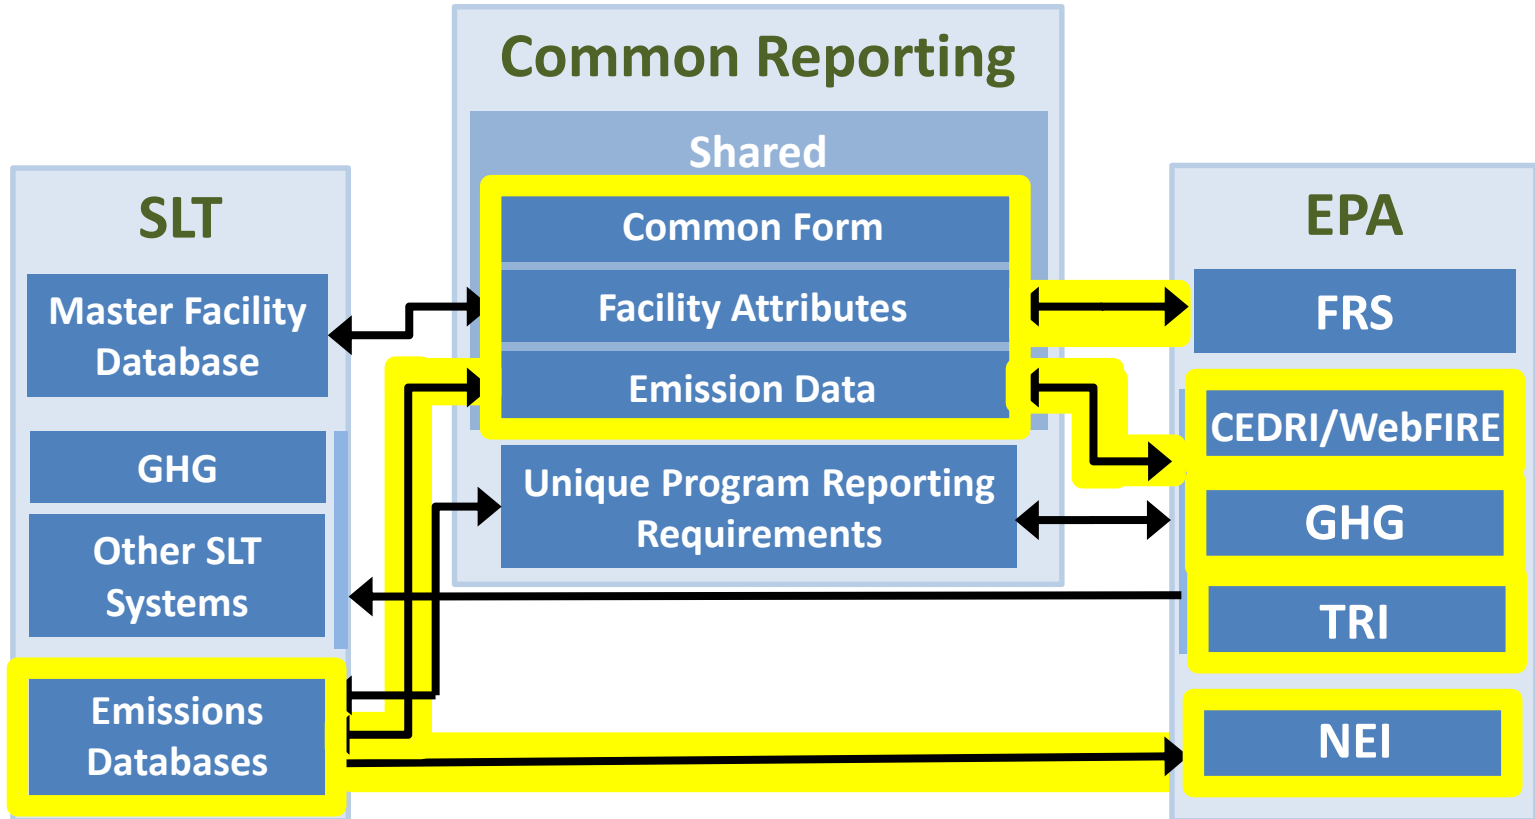 Common Reporting
Shared
Common Form
Facility Attributes
Emission Data
Unique Program Reporting
Requirements
SLT
Master Facility
Database
GHG
Other SLT
Systems
Emissions
Databases
EPA
FRS
CEDRI/WebFIRE
GHG
TRI
NEI